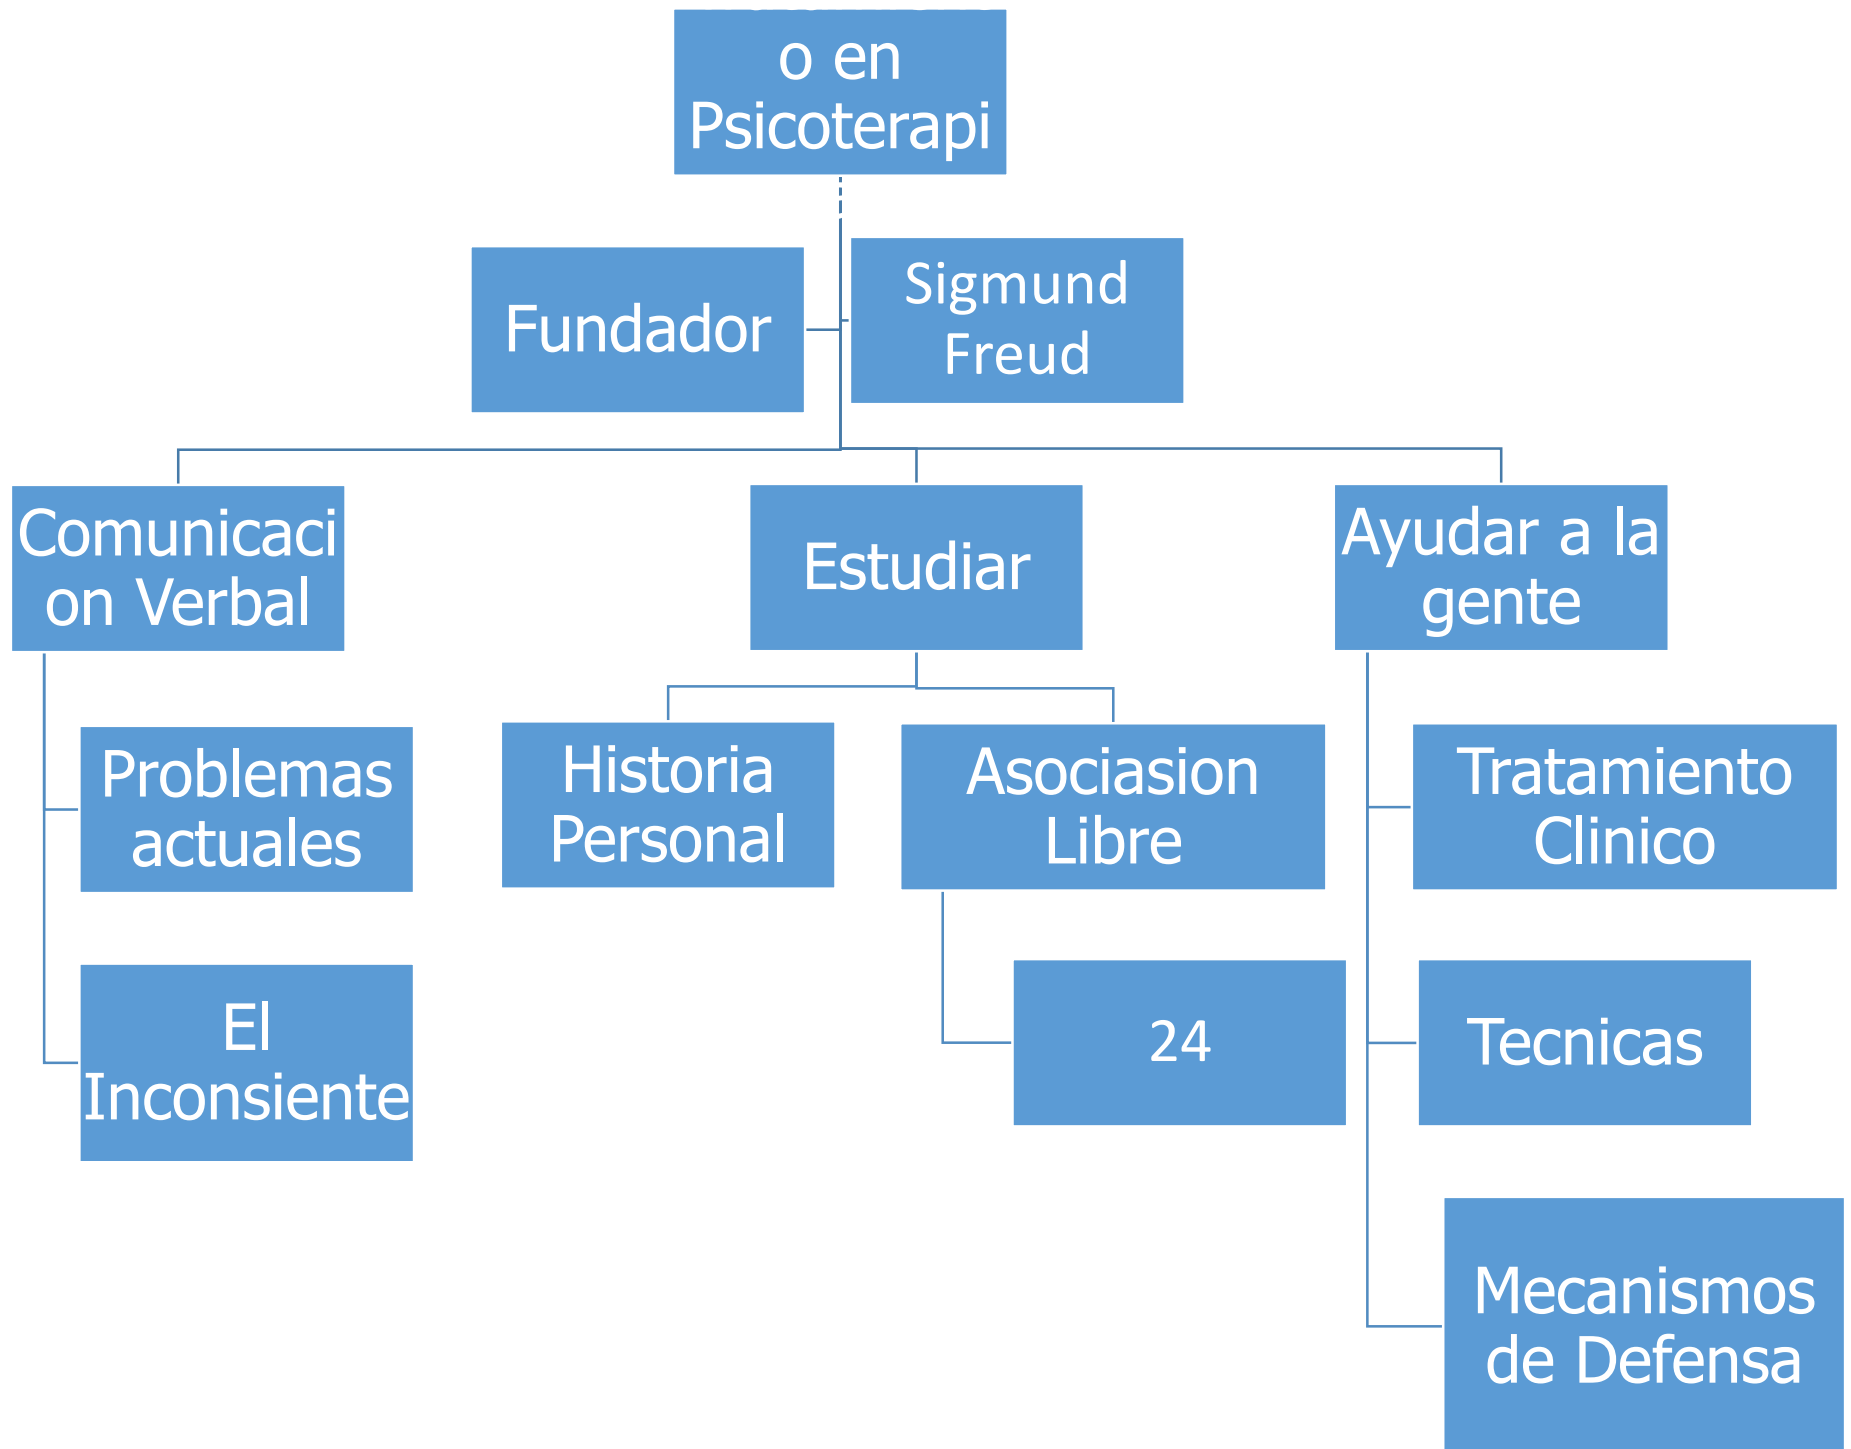 o en
Psicoterapi
Fundador
Sigmund
Freud
Comunicaci
on Verbal
Estudiar
Ayudar a la
gente
Problemas
actuales
Historia
Personal
Asociasion
Libre
Tratamiento
Clinico
El
Inconsiente
24
Tecnicas
Mecanismos
de Defensa